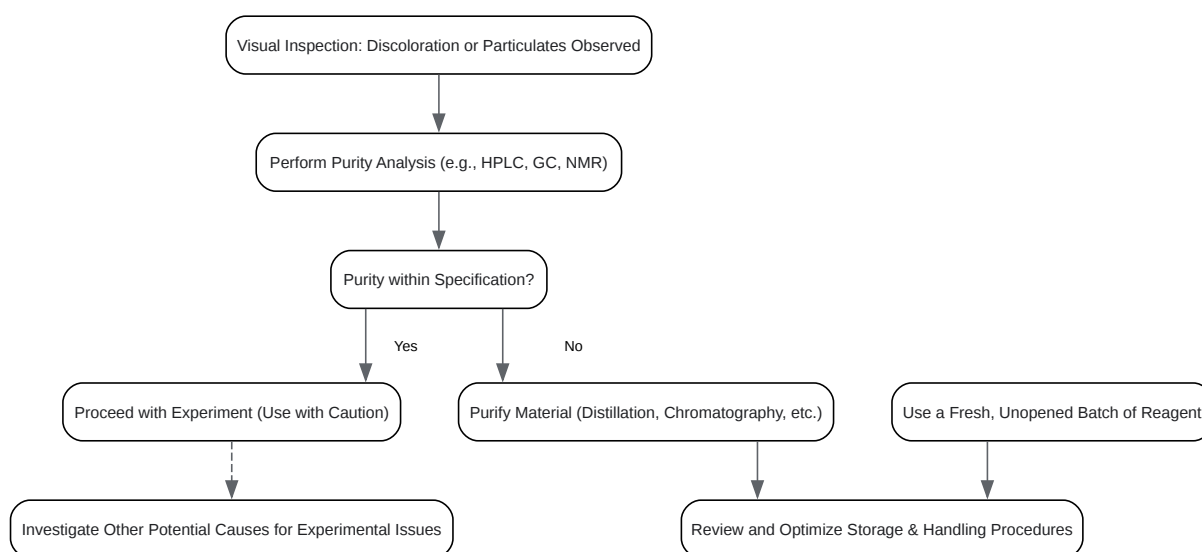 Visual Inspection: Discoloration or Particulates Observed
Perform Purity Analysis (e.g., HPLC, GC, NMR)
Purity within Specification?
Yes
No
Proceed with Experiment (Use with Caution)
Purify Material (Distillation, Chromatography, etc.)
Use a Fresh, Unopened Batch of Reagent
Investigate Other Potential Causes for Experimental Issues
Review and Optimize Storage & Handling Procedures